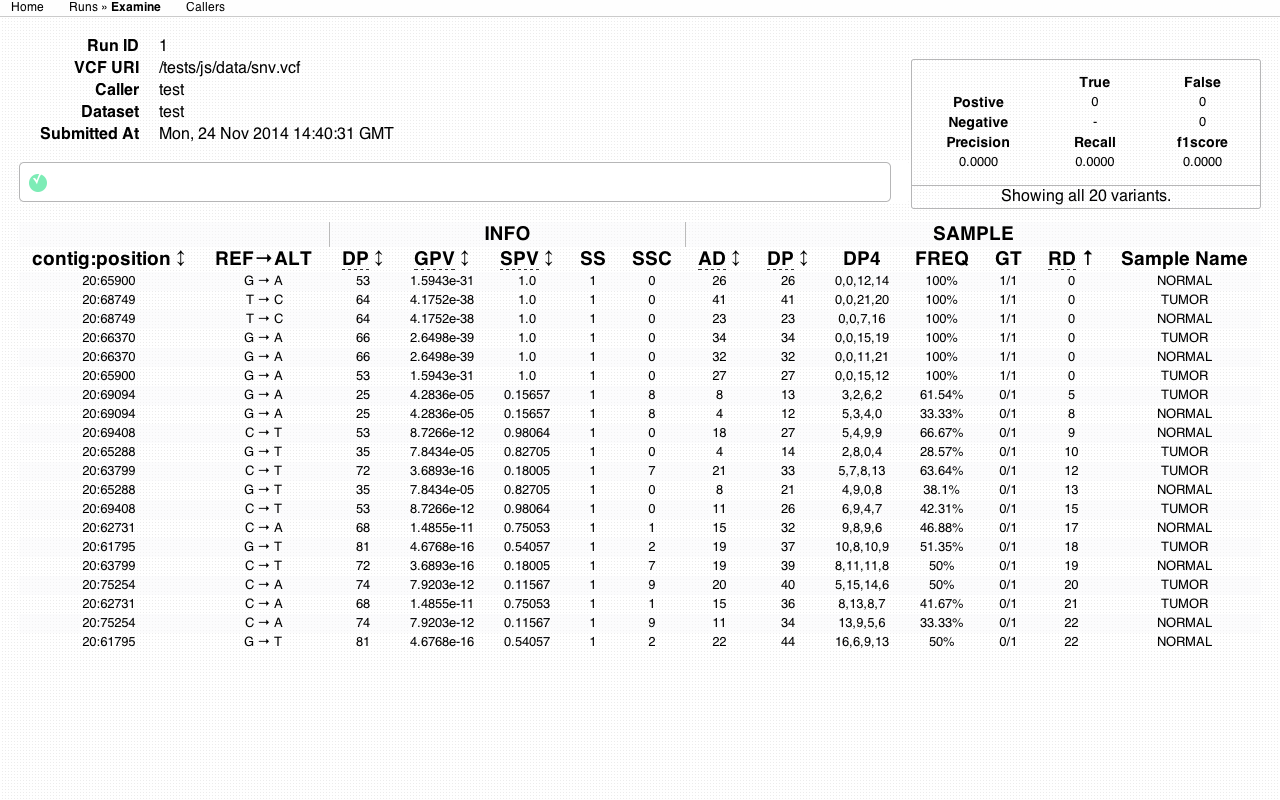 Home Runs » Examine Callers
Run ID 1
VCF URI /tests/js/data/snv.vcf
Caller test
Dataset test
Submitted At Mon, 24 Nov 2014 14:40:31 GMT
True False
Postive 0 0
Negative - 0
Precision Recall f1score
0.0000 0.0000 0.0000
Showing all 20 variants.
INFO SAMPLE
contig:position ↕ REF→ALT DP ↕ GPV ↕ SPV ↕ SS SSC AD ↕ DP ↕ DP4 FREQ GT RD ↑ Sample Name
20:65900 G → A 53 1.5943e-31 1.0 1 0 26 26 0,0,12,14 100% 1/1 0 NORMAL
20:68749 T → C 64 4.1752e-38 1.0 1 0 41 41 0,0,21,20 100% 1/1 0 TUMOR
20:68749 T → C 64 4.1752e-38 1.0 1 0 23 23 0,0,7,16 100% 1/1 0 NORMAL
20:66370 G → A 66 2.6498e-39 1.0 1 0 34 34 0,0,15,19 100% 1/1 0 TUMOR
20:66370 G → A 66 2.6498e-39 1.0 1 0 32 32 0,0,11,21 100% 1/1 0 NORMAL
20:65900 G → A 53 1.5943e-31 1.0 1 0 27 27 0,0,15,12 100% 1/1 0 TUMOR
20:69094 G → A 25 4.2836e-05 0.15657 1 8 8 13 3,2,6,2 61.54% 0/1 5 TUMOR
20:69094 G → A 25 4.2836e-05 0.15657 1 8 4 12 5,3,4,0 33.33% 0/1 8 NORMAL
20:69408 C → T 53 8.7266e-12 0.98064 1 0 18 27 5,4,9,9 66.67% 0/1 9 NORMAL
20:65288 G → T 35 7.8434e-05 0.82705 1 0 4 14 2,8,0,4 28.57% 0/1 10 TUMOR
20:63799 C → T 72 3.6893e-16 0.18005 1 7 21 33 5,7,8,13 63.64% 0/1 12 TUMOR
20:65288 G → T 35 7.8434e-05 0.82705 1 0 8 21 4,9,0,8 38.1% 0/1 13 NORMAL
20:69408 C → T 53 8.7266e-12 0.98064 1 0 11 26 6,9,4,7 42.31% 0/1 15 TUMOR
20:62731 C → A 68 1.4855e-11 0.75053 1 1 15 32 9,8,9,6 46.88% 0/1 17 NORMAL
20:61795 G → T 81 4.6768e-16 0.54057 1 2 19 37 10,8,10,9 51.35% 0/1 18 TUMOR
20:63799 C → T 72 3.6893e-16 0.18005 1 7 19 39 8,11,11,8 50% 0/1 19 NORMAL
20:75254 C → A 74 7.9203e-12 0.11567 1 9 20 40 5,15,14,6 50% 0/1 20 TUMOR
20:62731 C → A 68 1.4855e-11 0.75053 1 1 15 36 8,13,8,7 41.67% 0/1 21 TUMOR
20:75254 C → A 74 7.9203e-12 0.11567 1 9 11 34 13,9,5,6 33.33% 0/1 22 NORMAL
20:61795 G → T 81 4.6768e-16 0.54057 1 2 22 44 16,6,9,13 50% 0/1 22 NORMAL